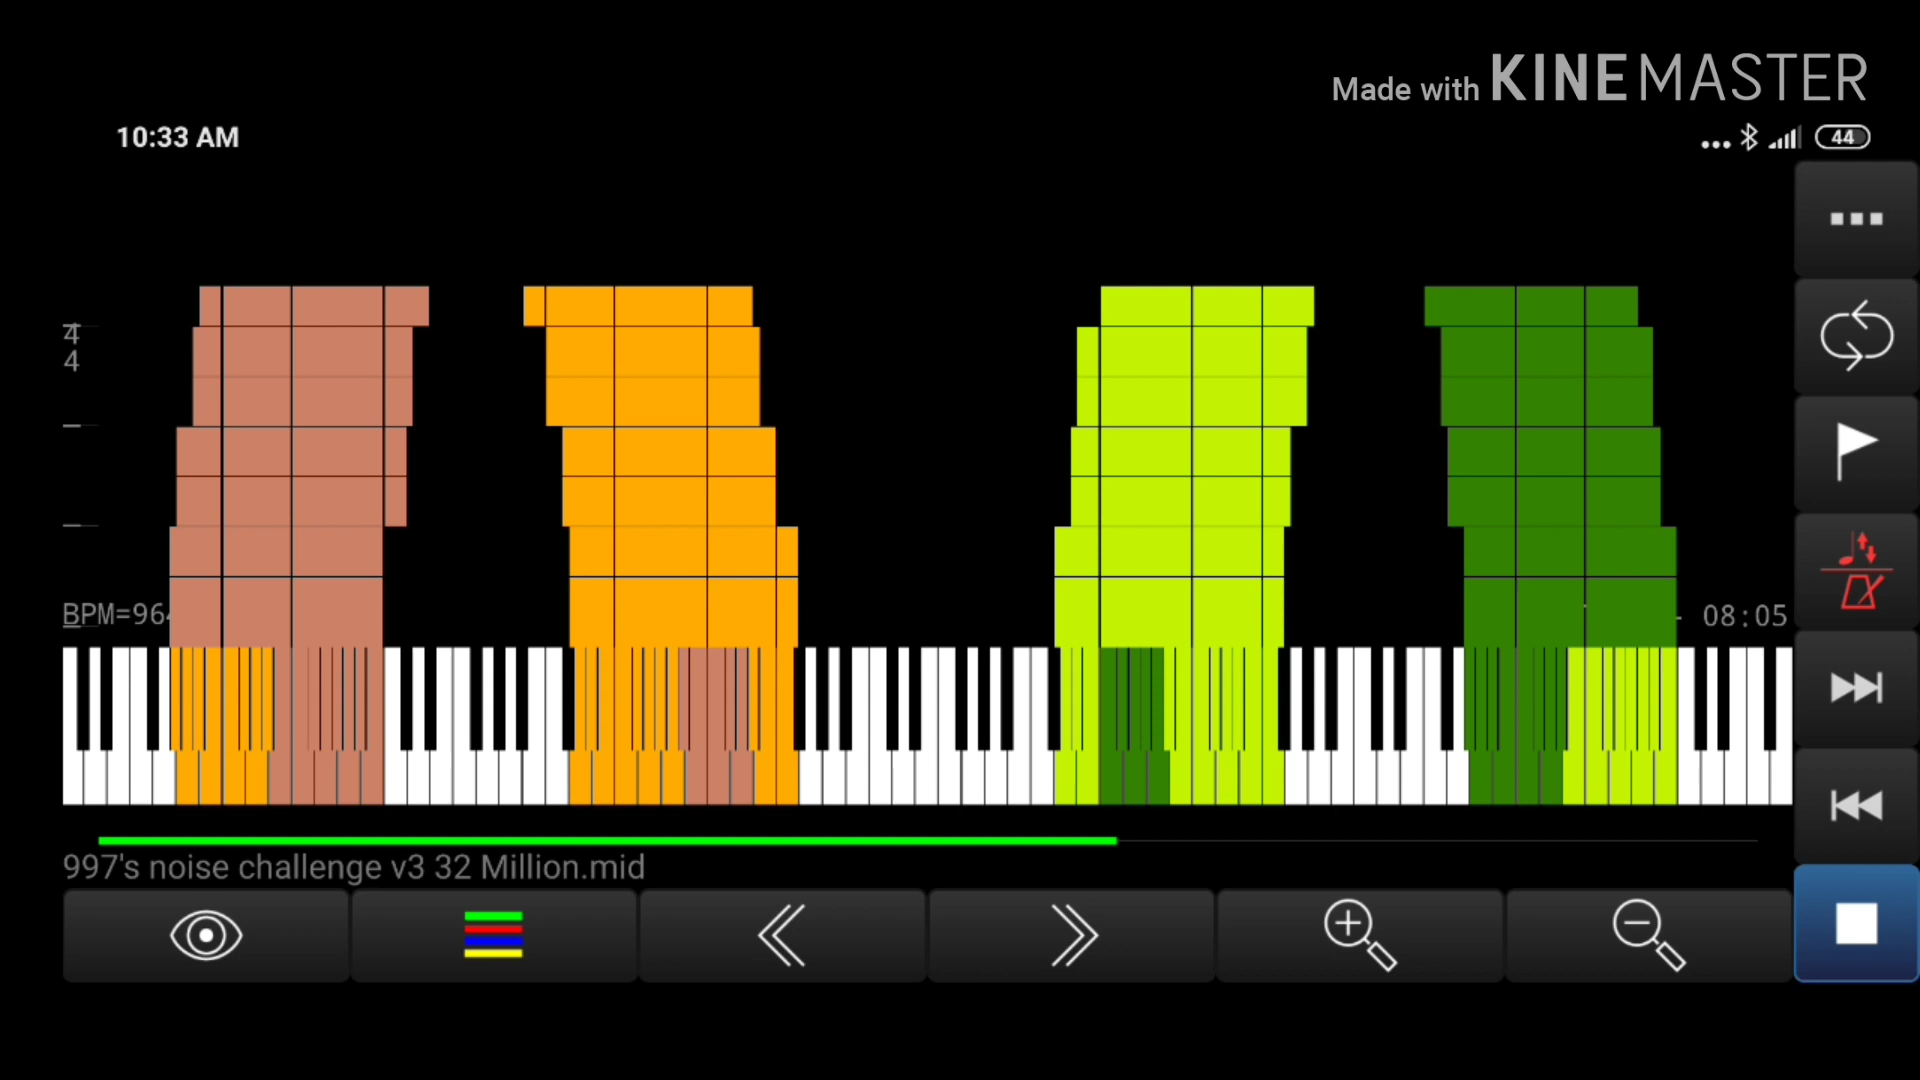 Made with KINEMASTER
10:33 AM
44
4
4
BPM=96
08:05
997's noise challenge v3 32 Million.mid